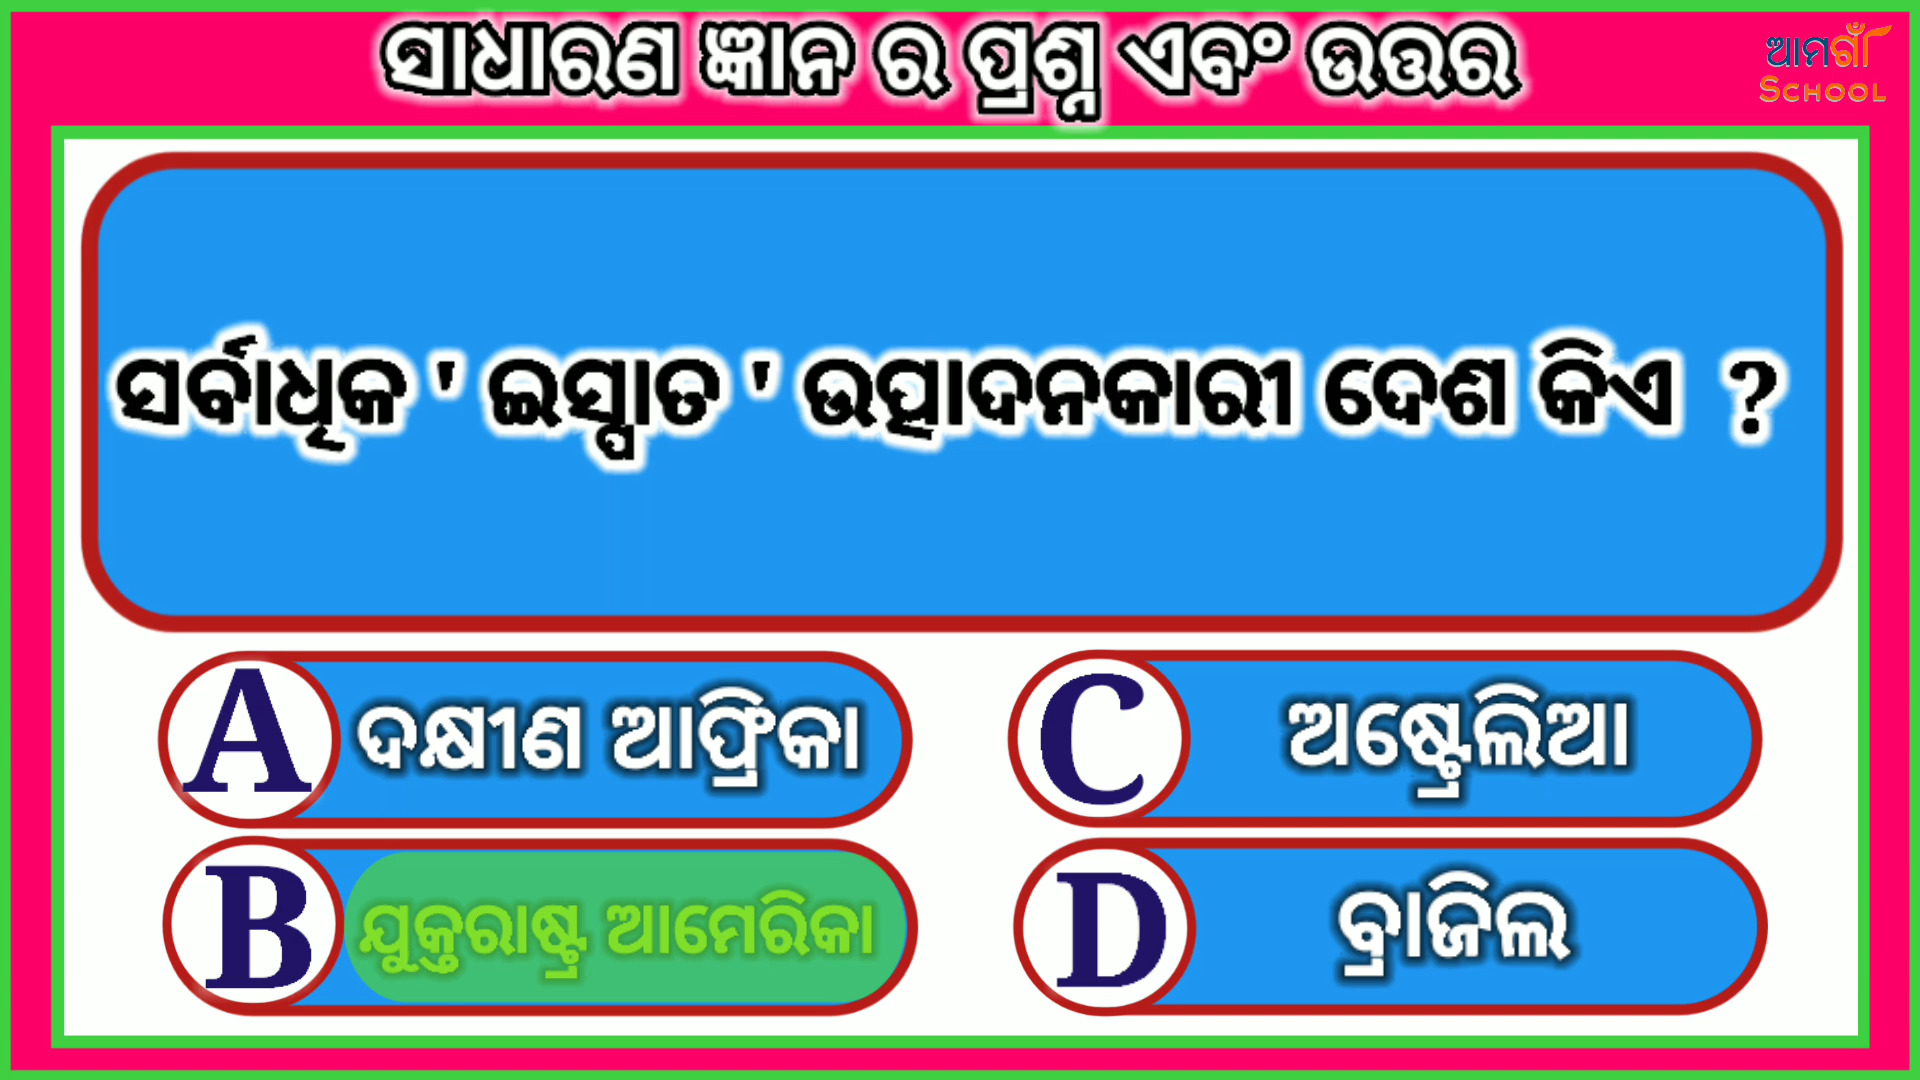 ସାଧାରଣ ଜ୍ଞାନ ର ପ୍ରଶ୍ନ ଏବଂ ଉତ୍ତର
ଆମଗାଁ
SCHOOL
ସର୍ବାଧିକ ' ଇସ୍ପାତ ' ଉତ୍ପାଦନକାରୀ ଦେଶ କିଏ ?
A ଦକ୍ଷୀଣ ଆଫ୍ରିକା
C ଅଷ୍ଟ୍ରେଲିଆ
B ଯୁକ୍ତରାଷ୍ଟ୍ର ଆମେରିକା
D ବ୍ରାଜିଲ